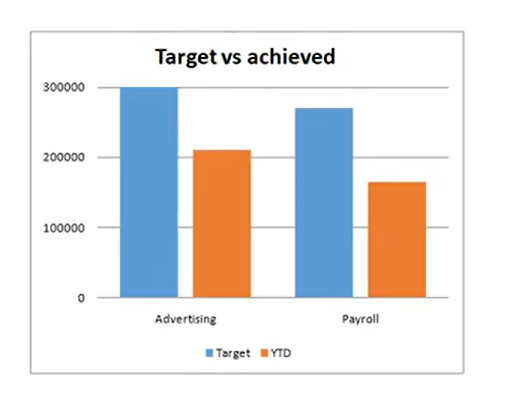 Target vs achieved
300000
200000
100000
0
Advertising Payroll
Target YTD